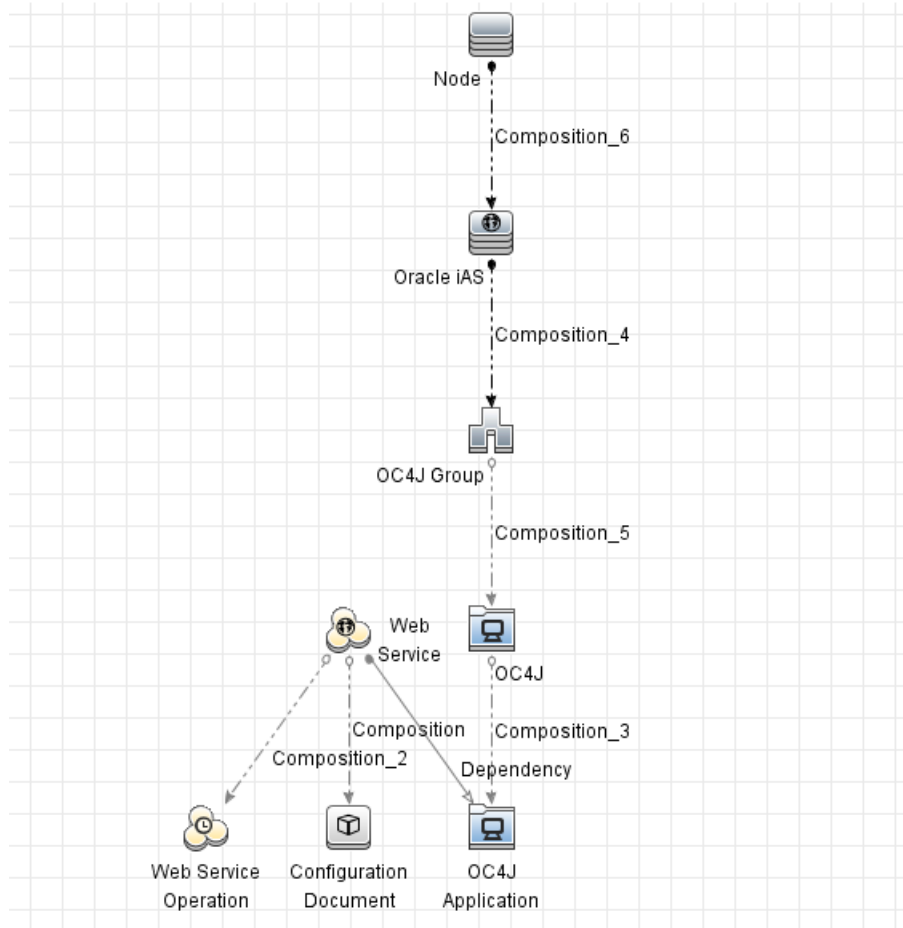 Node
Composition_6
Oracle iAS
Composition_4
OC4J Group
Composition_5
Web
Service
OC4J
Composition
Composition_3
Composition_2
Dependency
Web Service
Operation
Configuration
Document
OC4J
Application